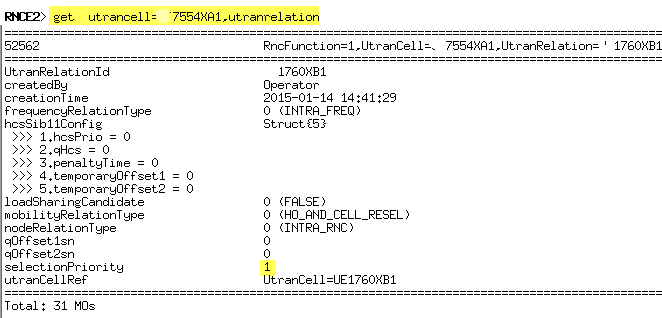 RNCE2> get utrancell= 7554XA1,utranrelation
=================================================================================
52562 RncFunction=1,UtranCell=. 7554XA1,UtranRelation=' 1760XB1
=================================================================================
UtranRelationId 1760XB1
createdBy Operator
creationTime 2015-01-14 14:41:29
frequencyRelationType 0 (INTRA_FREQ)
hcsSib11Config Struct{5}
>>> 1.hcsPrio = 0
>>> 2.qHcs = 0
>>> 3.penaltyTime = 0
>>> 4.temporaryOffset1 = 0
>>> 5.temporaryOffset2 = 0
loadSharingCandidate 0 (FALSE)
mobilityRelationType 0 (HO_AND_CELL_RESEL)
nodeRelationType 0 (INTRA_RNC)
qOffset1sn 0
qOffset2sn 0
selectionPriority 1
utranCellRef UtranCell=UE1760XB1
=================================================================================
Total: 31 MOs
=================================================================================